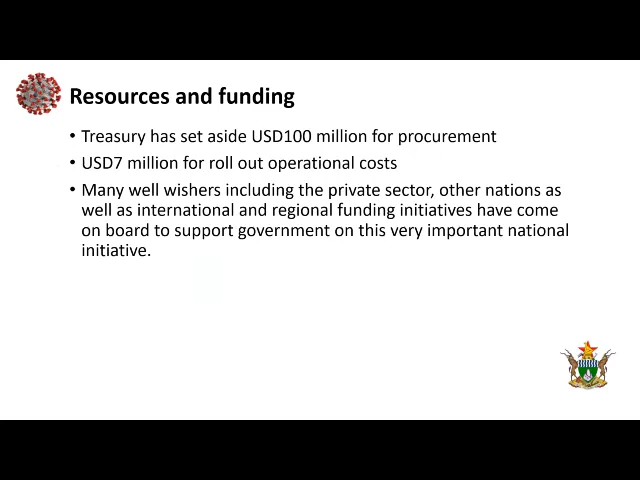 Resources and funding
• Treasury has set aside USD100 million for procurement
• USD7 million for roll out operational costs
• Many well wishers including the private sector, other nations as
well as international and regional funding initiatives have come
on board to support government on this very important national
initiative.